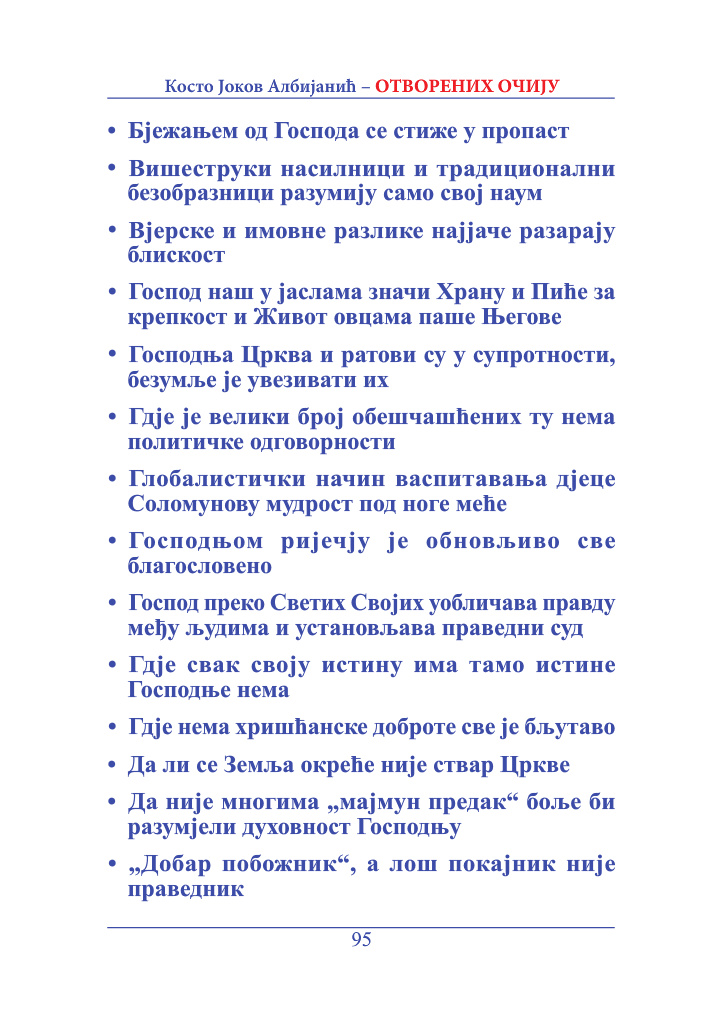 Косто Јоков Албијанић – ОТВОРЕНИХ ОЧИЈУ
• Бјежањем од Господа се стиже у пропаст
• Вишеструки насилници и традиционални
безобразници разумију само свој наум
• Вјерске и имовне разлике најјаче разарају
блискост
• Господ наш у јаслама значи Храну и Пиће за
крепкост и Живот овцама паше Његове
• Господња Црква и ратови су у супротности,
безумље је увезивати их
• Гдје је велики број обешчашћених ту нема
политичке одговорности
• Глобалистички начин васпитавања дјеце
Соломунову мудрост под ноге меће
• Господњом ријечју је обновљиво све
благословено
• Господ преко Светих Својих уобличава правду
међу људима и установљава праведни суд
• Гдје свак своју истину има тамо истине
Господње нема
• Гдје нема хришћанске доброте све је бљутаво
• Да ли се Земља окреће није ствар Цркве
• Да није многима „мајмун предак“ боље би
разумјели духовност Господњу
• „Добар побожник“, а лош покајник није
праведник
95